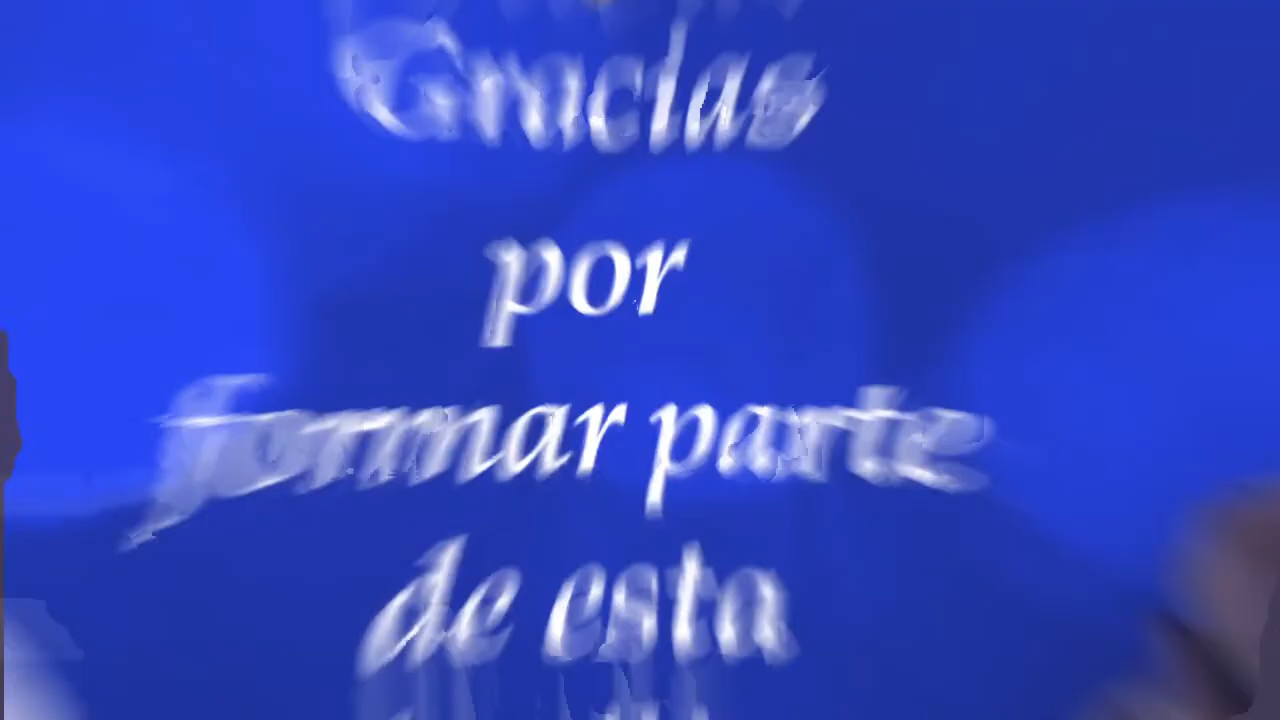 Gracias
por
formar parte
de esta